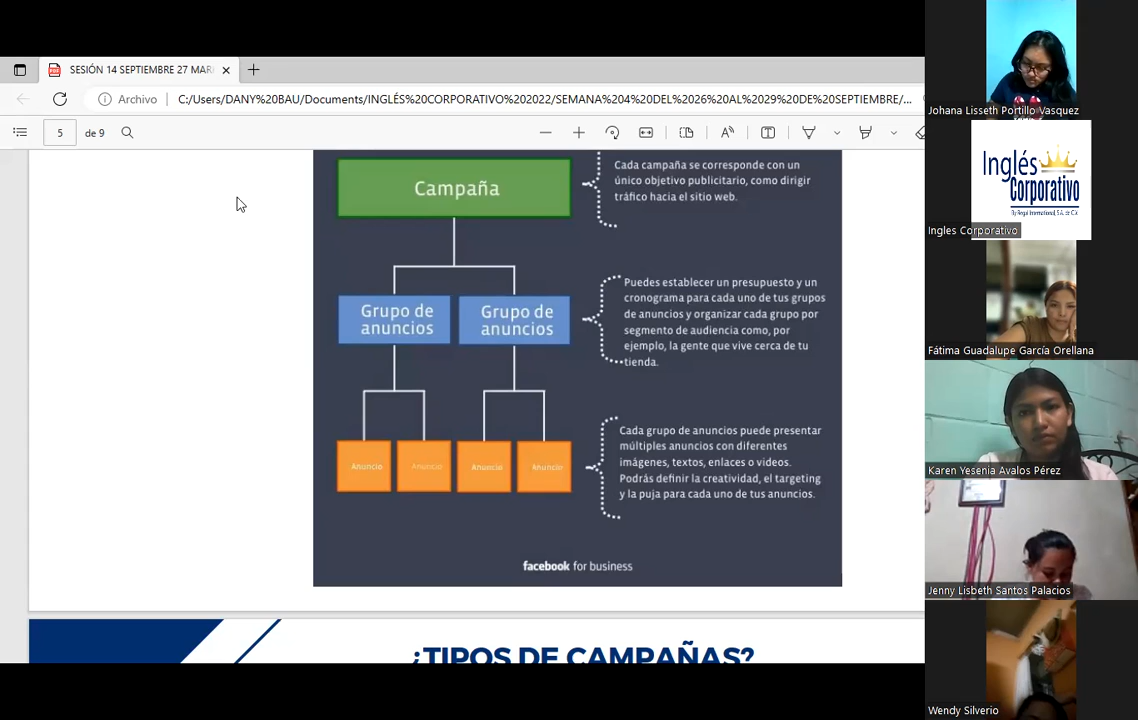 SESIÓN 14 SEPTIEMBRE 27 MAR
Archivo
C:/Users/DANY%20BAU/Documents/INGLÉS%20CORPORATIVO%202022/SEMANA%204%20DEL%2026%20AL%2029%20DE%20SEPTIEMBRE/...
5 de 9
Campaña
Cada campaña se corresponde con un
único objetivo publicitario, como dirigir
tráfico hacia el sitio web.
Grupo de
anuncios
Grupo de
anuncios
Puedes establecer un presupuesto y un
cronograma para cada uno de tus grupos
de anuncios y organizar cada grupo por
segmento de audiencia como, por
ejemplo, la gente que vive cerca de tu
tienda.
Anuncio
Anuncio
Anuncio
Anuncio
Cada grupo de anuncios puede presentar
múltiples anuncios con diferentes
imágenes, textos, enlaces o videos.
Podrás definir la creatividad, el targeting
y la puja para cada uno de tus anuncios.
facebook for business
¿TIPOS DE CAMPAÑAS?
Johana Lisseth Portillo Vasquez
Inglés
Corporativo
By Regal International, S.A. de C.V.
Ingles Corporativo
Fátima Guadalupe García Orellana
Karen Yesenia Avalos Pérez
Jenny Lisbeth Santos Palacios
Wendy Silverio